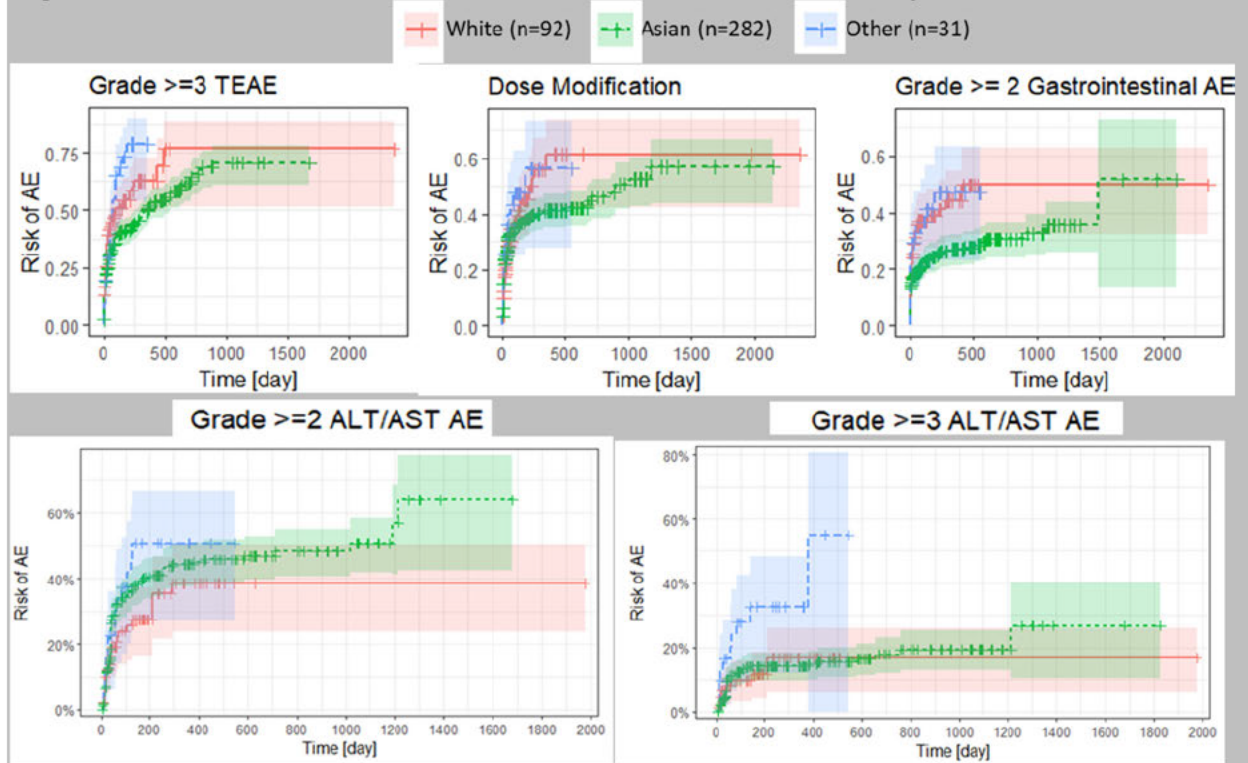 White (n=92) Asian (n=282) Other (n=31)
Grade >=3 TEAE
Risk of AE
0.75
0.50
0.25
0.00
0 500 1000 1500 2000
Time [day]
Dose Modification
Risk of AE
0.6
0.4
0.2
0.0
0 500 1000 1500 2000
Time [day]
Grade >= 2 Gastrointestinal AE
Risk of AE
0.6
0.4
0.2
0.0
0 500 1000 1500 2000
Time [day]
Grade >=2 ALT/AST AE
Risk of AE
60%
40%
20%
0%
0 200 400 600 800 1000 1200 1400 1600 1800 2000
Time [day]
Grade >=3 ALT/AST AE
Risk of AE
80%
60%
40%
20%
0%
0 200 400 600 800 1000 1200 1400 1600 1800 2000
Time [day]